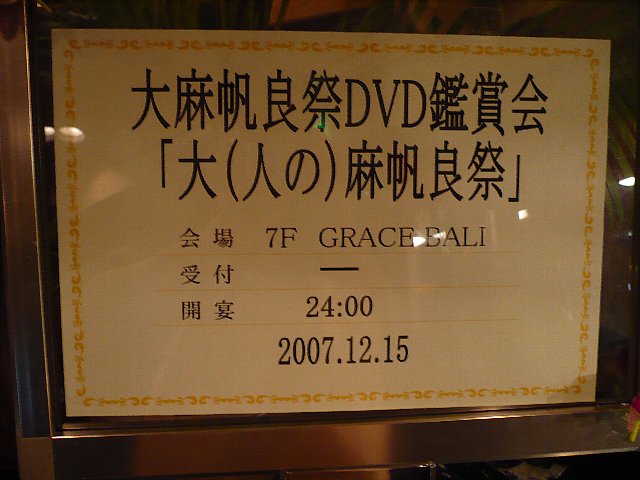 大麻帆良祭DVD鑑賞会
「大(人の)麻帆良祭」
会場 7F GRACE BALI
受付 ―
開宴 24:00
2007.12.15